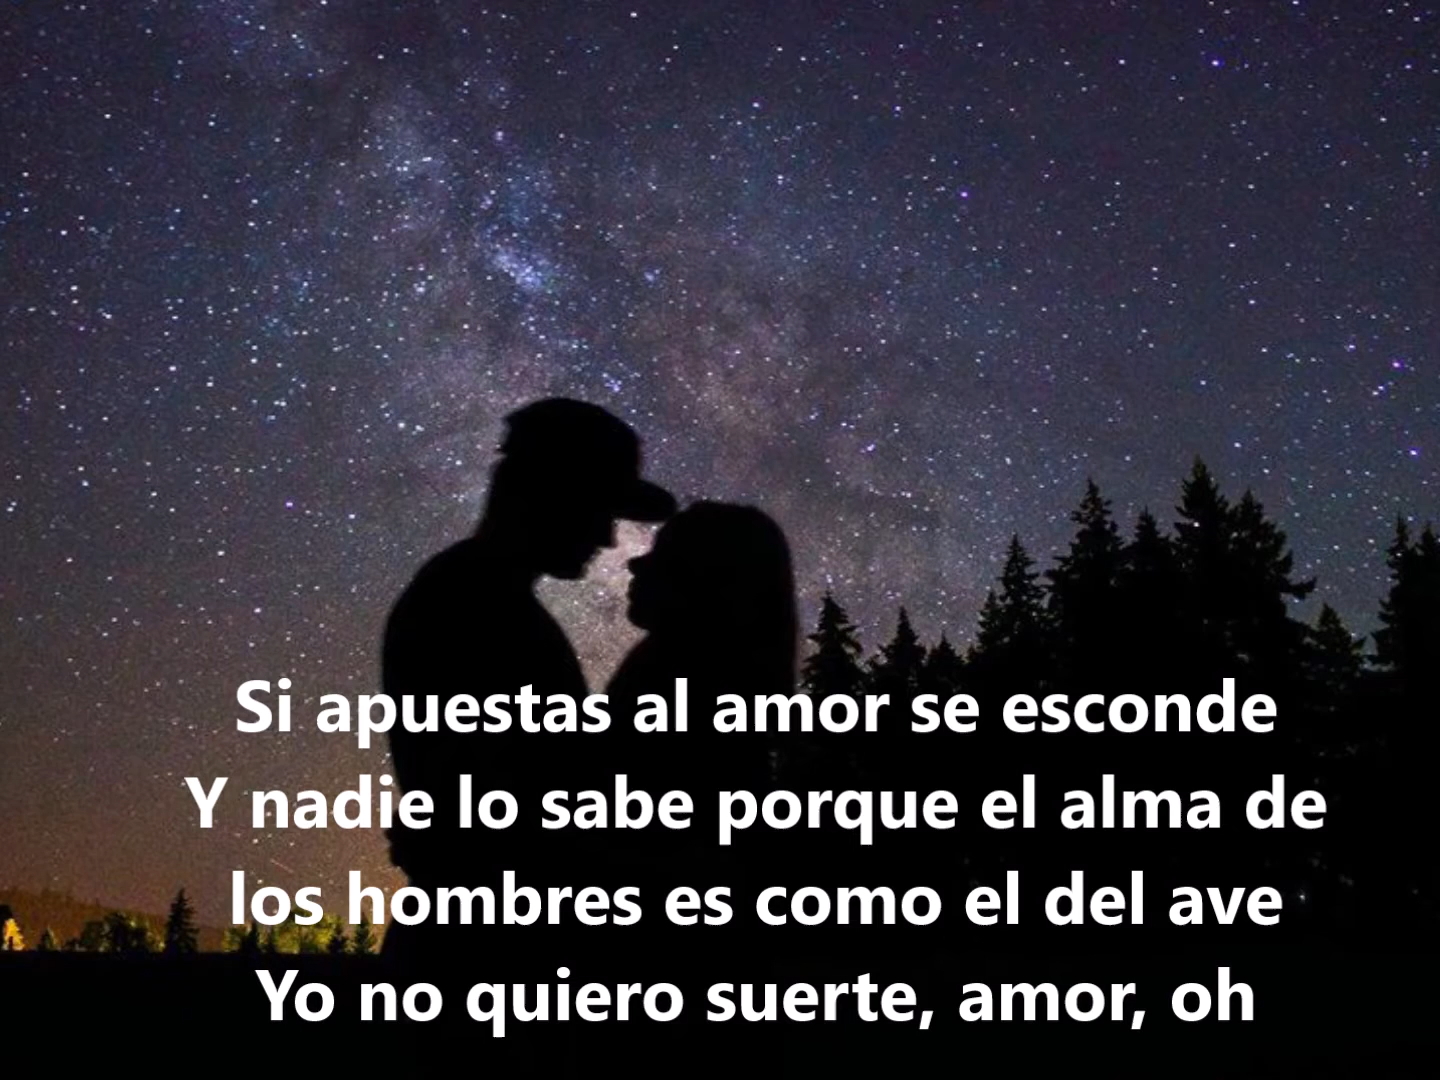 Si apuestas al amor se esconde
Y nadie lo sabe porque el alma de
los hombres es como el del ave
Yo no quiero suerte, amor, oh